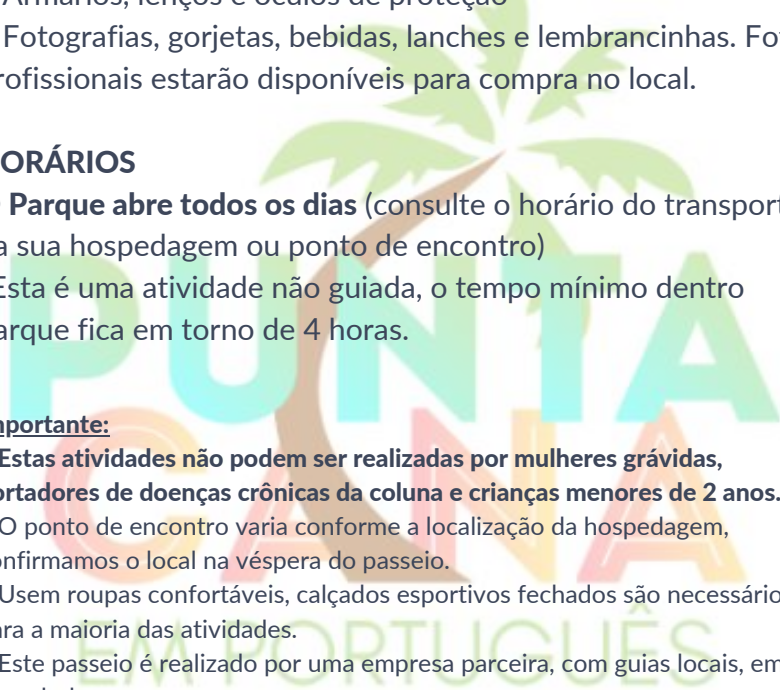 Armários, lenços e óculos de proteção
Fotografias, gorjetas, bebidas, lanches e lembrancinhas. Fo
rofissionais estarão disponíveis para compra no local.
ORÁRIOS
Parque abre todos os dias (consulte o horário do transport
a sua hospedagem ou ponto de encontro)
Esta é uma atividade não guiada, o tempo mínimo dentro
arque fica em torno de 4 horas.
PUNTA
CANA
EM PORTUGUÊS
mportante:
Estas atividades não podem ser realizadas por mulheres grávidas,
ortadores de doenças crônicas da coluna e crianças menores de 2 anos.
O ponto de encontro varia conforme a localização da hospedagem,
onfirmamos o local na véspera do passeio.
Usem roupas confortáveis, calçados esportivos fechados são necessário
ara a maioria das atividades.
Este passeio é realizado por uma empresa parceira, com guias locais, em